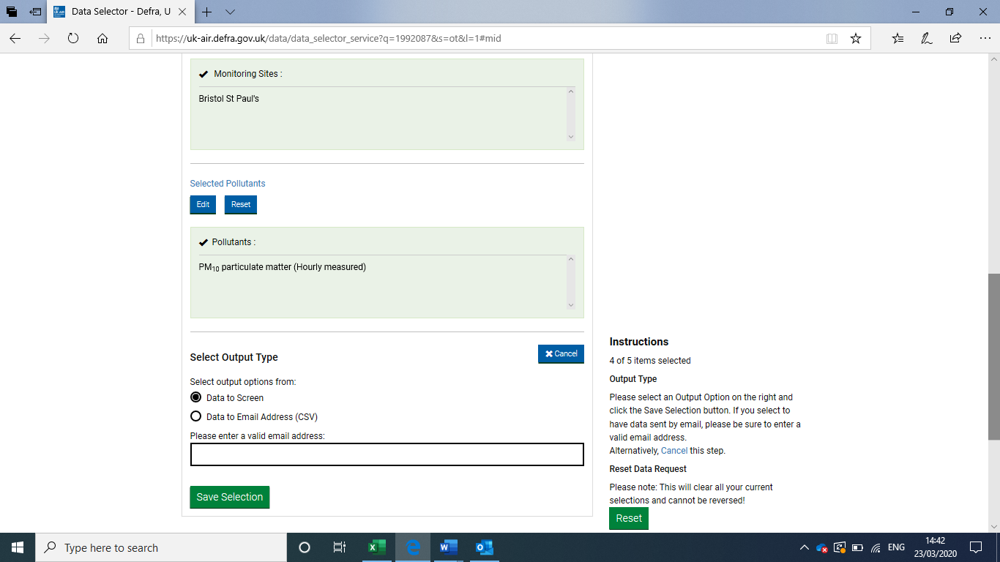 Data Selector - Defra, U
https://uk-air.defra.gov.uk/data/data_selector_service?q=1992087&s=ot&l=1#mid
Monitoring Sites :
Bristol St Paul's
Selected Pollutants
Edit
Reset
Pollutants :
PM₁₀ particulate matter (Hourly measured)
Select Output Type
Cancel
Select output options from:
Data to Screen
Data to Email Address (CSV)
Please enter a valid email address:
Save Selection
Instructions
4 of 5 items selected
Output Type
Please select an Output Option on the right and
click the Save Selection button. If you select to
have data sent by email, please be sure to enter a
valid email address.
Alternatively, Cancel this step.
Reset Data Request
Please note: This will clear all your current
selections and cannot be reversed!
Reset
Type here to search
ENG
14:42
23/03/2020